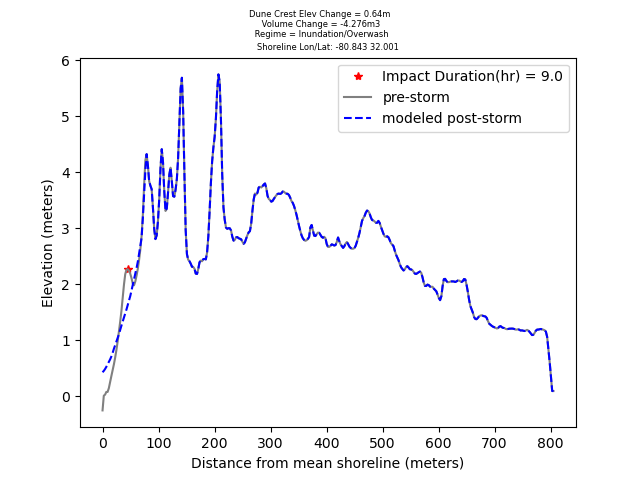 Dune Crest Elev Change = 0.64m
Volume Change = -4.276m3
Regime = Inundation/Overwash
Shoreline Lon/Lat: -80.843 32.001
Impact Duration(hr) = 9.0
pre-storm
modeled post-storm
Elevation (meters)
6
5
4
3
2
1
0
0 100 200 300 400 500 600 700 800
Distance from mean shoreline (meters)